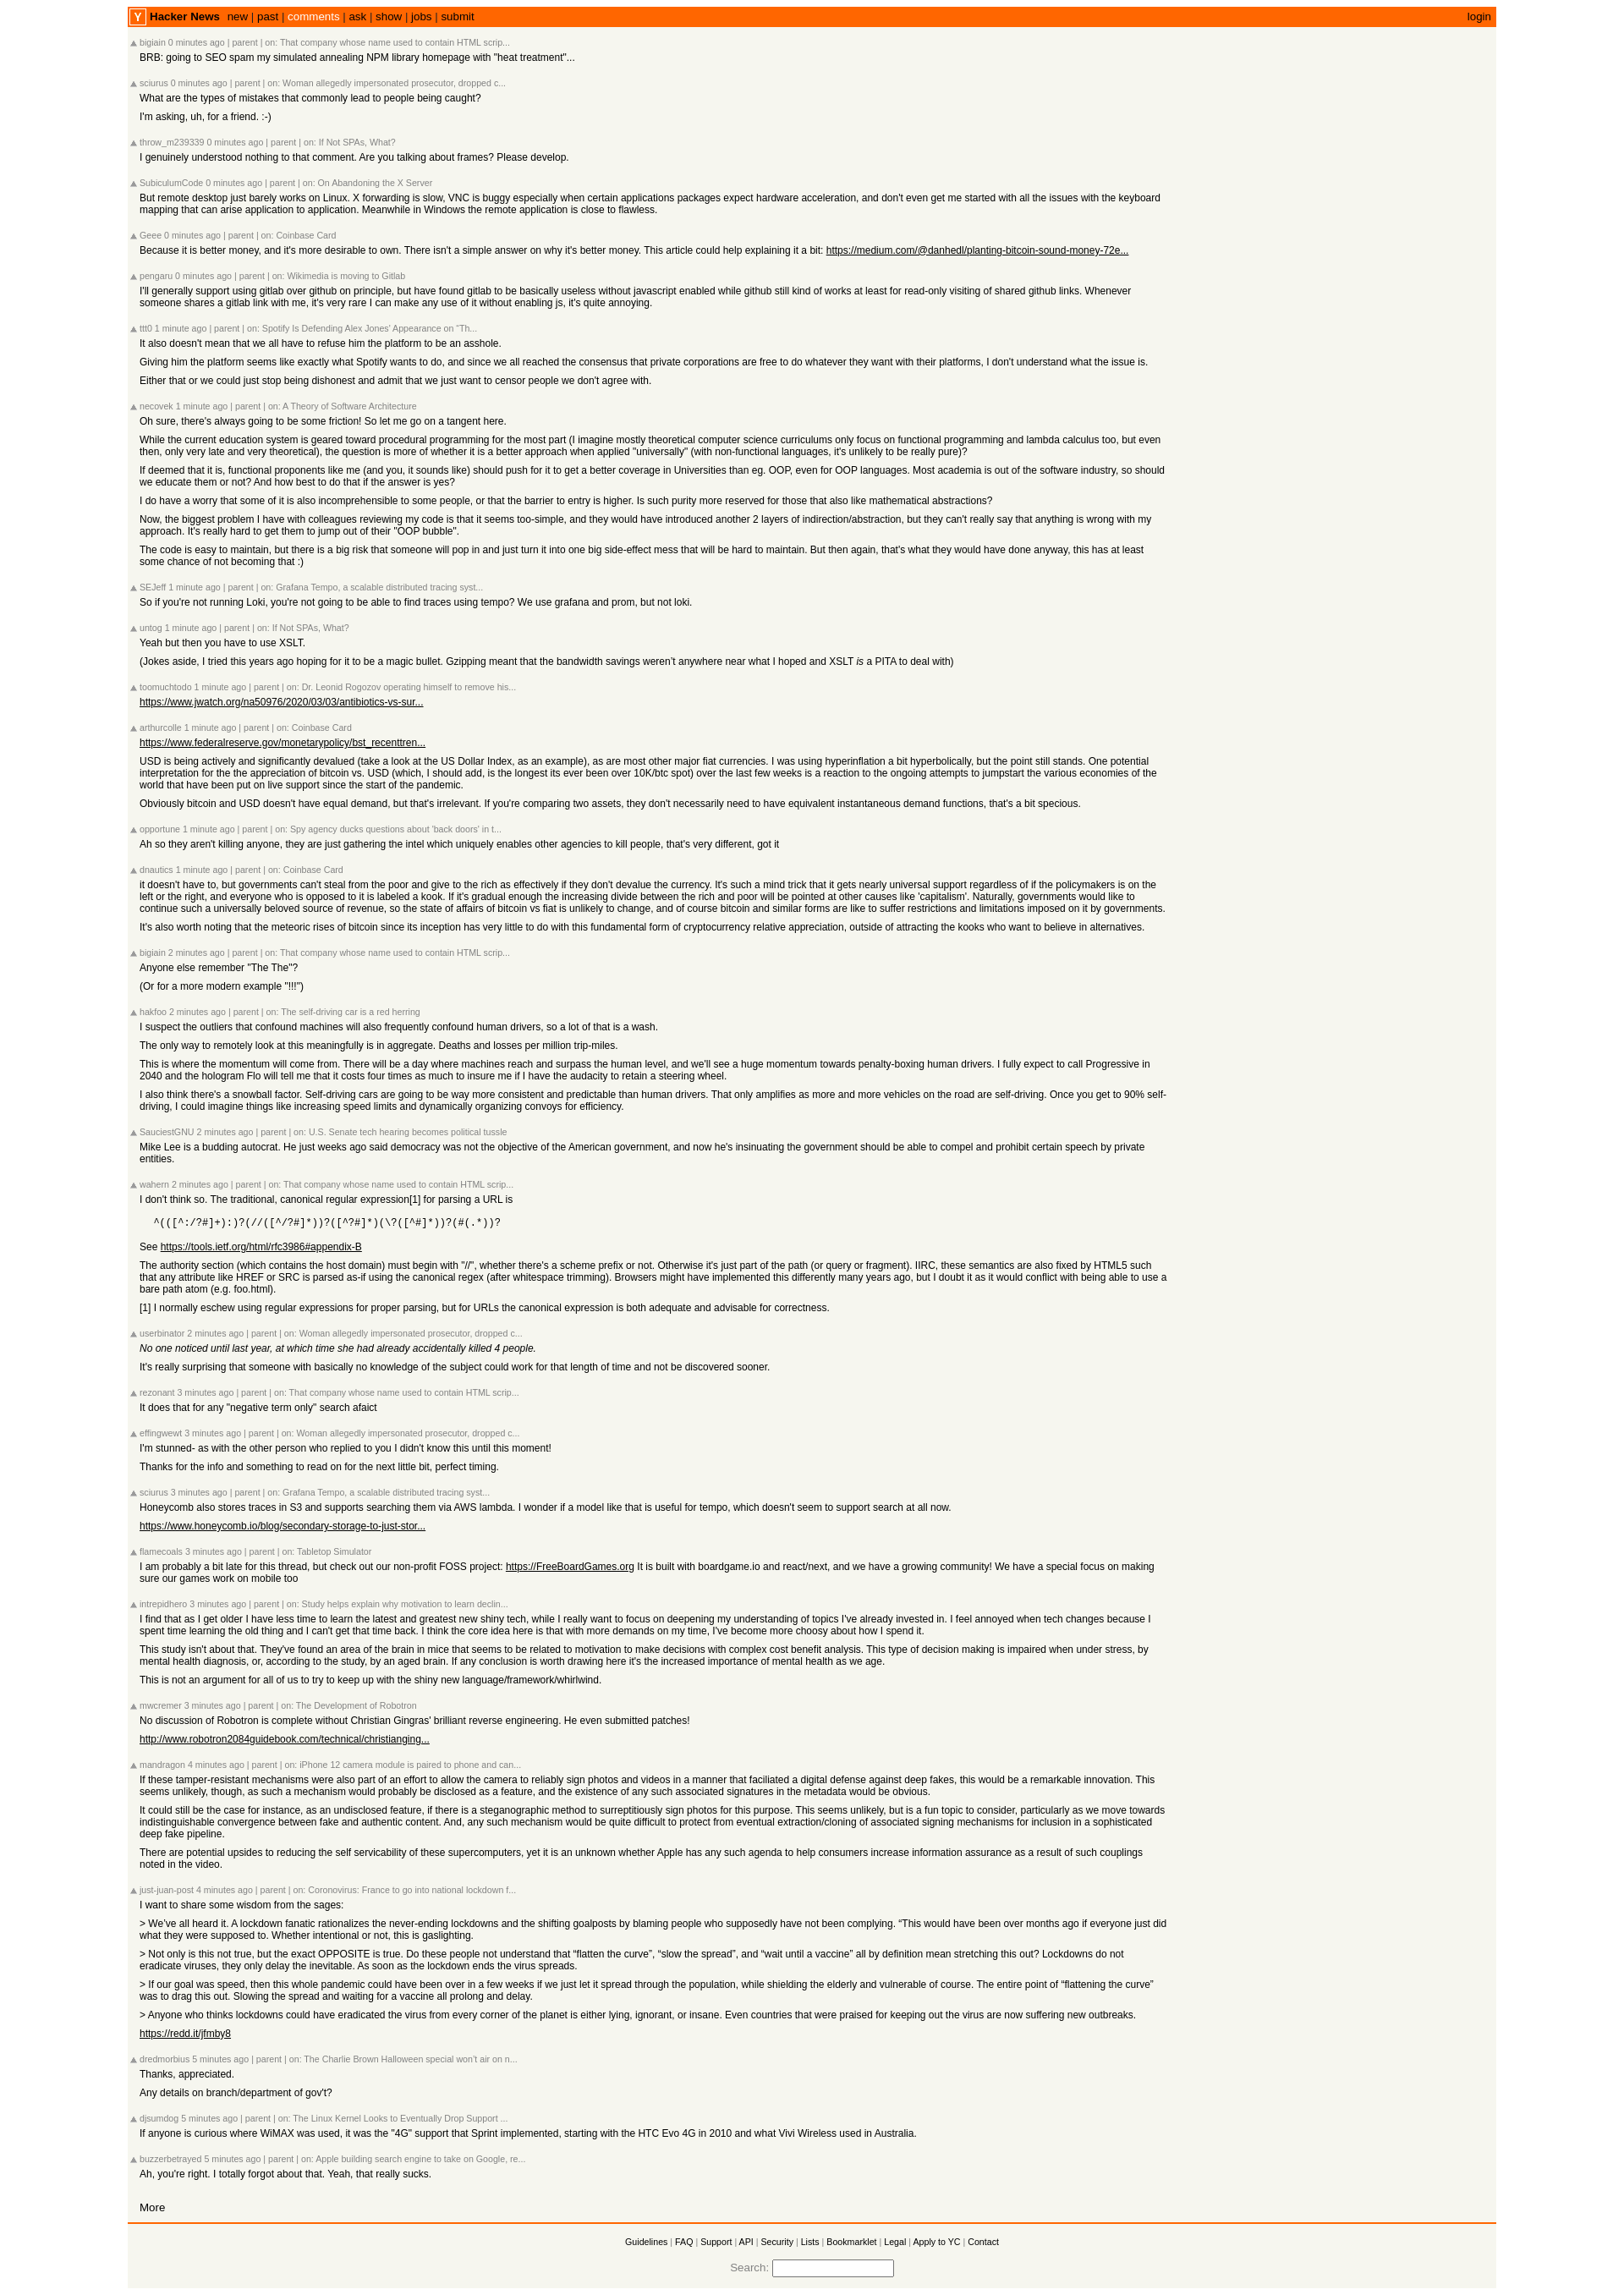 Y Hacker News new | past | comments | ask | show | jobs | submit login
bigiain 0 minutes ago | parent | on: That company whose name used to contain HTML scrip...
BRB: going to SEO spam my simulated annealing NPM library homepage with "heat treatment"...
sciurus 0 minutes ago | parent | on: Woman allegedly impersonated prosecutor, dropped c...
What are the types of mistakes that commonly lead to people being caught?
I'm asking, uh, for a friend. :-)
throw_m239339 0 minutes ago | parent | on: If Not SPAs, What?
I genuinely understood nothing to that comment. Are you talking about frames? Please develop.
SubiculumCode 0 minutes ago | parent | on: On Abandoning the X Server
But remote desktop just barely works on Linux. X forwarding is slow, VNC is buggy especially when certain applications packages expect hardware acceleration, and don't even get me started with all the issues with the keyboard
mapping that can arise application to application. Meanwhile in Windows the remote application is close to flawless.
Geee 0 minutes ago | parent | on: Coinbase Card
Because it is better money, and it's more desirable to own. There isn't a simple answer on why it's better money. This article could help explaining it a bit: https://medium.com/@danhedl/planting-bitcoin-sound-money-72e...
pengaru 0 minutes ago | parent | on: Wikimedia is moving to Gitlab
I'll generally support using gitlab over github on principle, but have found gitlab to be basically useless without javascript enabled while github still kind of works at least for read-only visiting of shared github links. Whenever
someone shares a gitlab link with me, it's very rare I can make any use of it without enabling js, it's quite annoying.
ttt0 1 minute ago | parent | on: Spotify Is Defending Alex Jones' Appearance on "Th...
It also doesn't mean that we all have to refuse him the platform to be an asshole.
Giving him the platform seems like exactly what Spotify wants to do, and since we all reached the consensus that private corporations are free to do whatever they want with their platforms, I don't understand what the issue is.
Either that or we could just stop being dishonest and admit that we just want to censor people we don't agree with.
necovek 1 minute ago | parent | on: A Theory of Software Architecture
Oh sure, there's always going to be some friction! So let me go on a tangent here.
While the current education system is geared toward procedural programming for the most part (I imagine mostly theoretical computer science curriculums only focus on functional programming and lambda calculus too, but even
then, only very late and very theoretical), the question is more of whether it is a better approach when applied "universally" (with non-functional languages, it's unlikely to be really pure)?
If deemed that it is, functional proponents like me (and you, it sounds like) should push for it to get a better coverage in Universities than eg. OOP, even for OOP languages. Most academia is out of the software industry, so should
we educate them or not? And how best to do that if the answer is yes?
I do have a worry that some of it is also incomprehensible to some people, or that the barrier to entry is higher. Is such purity more reserved for those that also like mathematical abstractions?
Now, the biggest problem I have with colleagues reviewing my code is that it seems too-simple, and they would have introduced another 2 layers of indirection/abstraction, but they can't really say that anything is wrong with my
approach. It's really hard to get them to jump out of their "OOP bubble".
The code is easy to maintain, but there is a big risk that someone will pop in and just turn it into one big side-effect mess that will be hard to maintain. But then again, that's what they would have done anyway, this has at least
some chance of not becoming that :)
SEJeff 1 minute ago | parent | on: Grafana Tempo, a scalable distributed tracing syst...
So if you're not running Loki, you're not going to be able to find traces using tempo? We use grafana and prom, but not loki.
untog 1 minute ago | parent | on: If Not SPAs, What?
Yeah but then you have to use XSLT.
(Jokes aside, I tried this years ago hoping for it to be a magic bullet. Gzipping meant that the bandwidth savings weren't anywhere near what I hoped and XSLT is a PITA to deal with)
toomuchtodo 1 minute ago | parent | on: Dr. Leonid Rogozov operating himself to remove his...
https://www.jwatch.org/na50976/2020/03/03/antibiotics-vs-sur...
arthurcolle 1 minute ago | parent | on: Coinbase Card
https://www.federalreserve.gov/monetarypolicy/bst_recenttren...
USD is being actively and significantly devalued (take a look at the US Dollar Index, as an example), as are most other major fiat currencies. I was using hyperinflation a bit hyperbolically, but the point still stands. One potential
interpretation for the the appreciation of bitcoin vs. USD (which, I should add, is the longest its ever been over 10K/btc spot) over the last few weeks is a reaction to the ongoing attempts to jumpstart the various economies of the
world that have been put on live support since the start of the pandemic.
Obviously bitcoin and USD doesn't have equal demand, but that's irrelevant. If you're comparing two assets, they don't necessarily need to have equivalent instantaneous demand functions, that's a bit specious.
opportune 1 minute ago | parent | on: Spy agency ducks questions about 'back doors' in t...
Ah so they aren't killing anyone, they are just gathering the intel which uniquely enables other agencies to kill people, that's very different, got it
dnautics 1 minute ago | parent | on: Coinbase Card
it doesn't have to, but governments can't steal from the poor and give to the rich as effectively if they don't devalue the currency. It's such a mind trick that it gets nearly universal support regardless of if the policymakers is on the
left or the right, and everyone who is opposed to it is labeled a kook. If it's gradual enough the increasing divide between the rich and poor will be pointed at other causes like 'capitalism'. Naturally, governments would like to
continue such a universally beloved source of revenue, so the state of affairs of bitcoin vs fiat is unlikely to change, and of course bitcoin and similar forms are like to suffer restrictions and limitations imposed on it by governments.
It's also worth noting that the meteoric rises of bitcoin since its inception has very little to do with this fundamental form of cryptocurrency relative appreciation, outside of attracting the kooks who want to believe in alternatives.
bigiain 2 minutes ago | parent | on: That company whose name used to contain HTML scrip...
Anyone else remember "The The"?
(Or for a more modern example "!!!")
hakfoo 2 minutes ago | parent | on: The self-driving car is a red herring
I suspect the outliers that confound machines will also frequently confound human drivers, so a lot of that is a wash.
The only way to remotely look at this meaningfully is in aggregate. Deaths and losses per million trip-miles.
This is where the momentum will come from. There will be a day where machines reach and surpass the human level, and we'll see a huge momentum towards penalty-boxing human drivers. I fully expect to call Progressive in
2040 and the hologram Flo will tell me that it costs four times as much to insure me if I have the audacity to retain a steering wheel.
I also think there's a snowball factor. Self-driving cars are going to be way more consistent and predictable than human drivers. That only amplifies as more and more vehicles on the road are self-driving. Once you get to 90% self-
driving, I could imagine things like increasing speed limits and dynamically organizing convoys for efficiency.
SauciestGNU 2 minutes ago | parent | on: U.S. Senate tech hearing becomes political tussle
Mike Lee is a budding autocrat. He just weeks ago said democracy was not the objective of the American government, and now he's insinuating the government should be able to compel and prohibit certain speech by private
entities.
wahern 2 minutes ago | parent | on: That company whose name used to contain HTML scrip...
I don't think so. The traditional, canonical regular expression[1] for parsing a URL is
^(([^:/?#]+):)?(//([^/?#]*))?([^?#]*)(\?([^#]*))?(#(.*))?
See https://tools.ietf.org/html/rfc3986#appendix-B
The authority section (which contains the host domain) must begin with "//", whether there's a scheme prefix or not. Otherwise it's just part of the path (or query or fragment). IIRC, these semantics are also fixed by HTML5 such
that any attribute like HREF or SRC is parsed as-if using the canonical regex (after whitespace trimming). Browsers might have implemented this differently many years ago, but I doubt it as it would conflict with being able to use a
bare path atom (e.g. foo.html).
[1] I normally eschew using regular expressions for proper parsing, but for URLs the canonical expression is both adequate and advisable for correctness.
userbinator 2 minutes ago | parent | on: Woman allegedly impersonated prosecutor, dropped c...
No one noticed until last year, at which time she had already accidentally killed 4 people.
It's really surprising that someone with basically no knowledge of the subject could work for that length of time and not be discovered sooner.
rezonant 3 minutes ago | parent | on: That company whose name used to contain HTML scrip...
It does that for any "negative term only" search afaict
effingwewt 3 minutes ago | parent | on: Woman allegedly impersonated prosecutor, dropped c...
I'm stunned- as with the other person who replied to you I didn't know this until this moment!
Thanks for the info and something to read on for the next little bit, perfect timing.
sciurus 3 minutes ago | parent | on: Grafana Tempo, a scalable distributed tracing syst...
Honeycomb also stores traces in S3 and supports searching them via AWS lambda. I wonder if a model like that is useful for tempo, which doesn't seem to support search at all now.
https://www.honeycomb.io/blog/secondary-storage-to-just-stor...
flamecoals 3 minutes ago | parent | on: Tabletop Simulator
I am probably a bit late for this thread, but check out our non-profit FOSS project: https://FreeBoardGames.org It is built with boardgame.io and react/next, and we have a growing community! We have a special focus on making
sure our games work on mobile too
intrepidhero 3 minutes ago | parent | on: Study helps explain why motivation to learn declin...
I find that as I get older I have less time to learn the latest and greatest new shiny tech, while I really want to focus on deepening my understanding of topics I've already invested in. I feel annoyed when tech changes because I
spent time learning the old thing and I can't get that time back. I think the core idea here is that with more demands on my time, I've become more choosy about how I spend it.
This study isn't about that. They've found an area of the brain in mice that seems to be related to motivation to make decisions with complex cost benefit analysis. This type of decision making is impaired when under stress, by
mental health diagnosis, or, according to the study, by an aged brain. If any conclusion is worth drawing here it's the increased importance of mental health as we age.
This is not an argument for all of us to try to keep up with the shiny new language/framework/whirlwind.
mwcremer 3 minutes ago | parent | on: The Development of Robotron
No discussion of Robotron is complete without Christian Gingras' brilliant reverse engineering. He even submitted patches!
http://www.robotron2084guidebook.com/technical/christianging...
mandragon 4 minutes ago | parent | on: iPhone 12 camera module is paired to phone and can...
If these tamper-resistant mechanisms were also part of an effort to allow the camera to reliably sign photos and videos in a manner that faciliated a digital defense against deep fakes, this would be a remarkable innovation. This
seems unlikely, though, as such a mechanism would probably be disclosed as a feature, and the existence of any such associated signatures in the metadata would be obvious.
It could still be the case for instance, as an undisclosed feature, if there is a steganographic method to surreptitiously sign photos for this purpose. This seems unlikely, but is a fun topic to consider, particularly as we move towards
indistinguishable convergence between fake and authentic content. And, any such mechanism would be quite difficult to protect from eventual extraction/cloning of associated signing mechanisms for inclusion in a sophisticated
deep fake pipeline.
There are potential upsides to reducing the self servicability of these supercomputers, yet it is an unknown whether Apple has any such agenda to help consumers increase information assurance as a result of such couplings
noted in the video.
just-juan-post 4 minutes ago | parent | on: Coronovirus: France to go into national lockdown f...
I want to share some wisdom from the sages:
> We’ve all heard it. A lockdown fanatic rationalizes the never-ending lockdowns and the shifting goalposts by blaming people who supposedly have not been complying. “This would have been over months ago if everyone just did
what they were supposed to. Whether intentional or not, this is gaslighting.
> Not only is this not true, but the exact OPPOSITE is true. Do these people not understand that “flatten the curve”, “slow the spread”, and “wait until a vaccine” all by definition mean stretching this out? Lockdowns do not
eradicate viruses, they only delay the inevitable. As soon as the lockdown ends the virus spreads.
> If our goal was speed, then this whole pandemic could have been over in a few weeks if we just let it spread through the population, while shielding the elderly and vulnerable of course. The entire point of “flattening the curve”
was to drag this out. Slowing the spread and waiting for a vaccine all prolong and delay.
> Anyone who thinks lockdowns could have eradicated the virus from every corner of the planet is either lying, ignorant, or insane. Even countries that were praised for keeping out the virus are now suffering new outbreaks.
https://redd.it/jfmby8
dredmorbius 5 minutes ago | parent | on: The Charlie Brown Halloween special won't air on n...
Thanks, appreciated.
Any details on branch/department of gov't?
djsumdog 5 minutes ago | parent | on: The Linux Kernel Looks to Eventually Drop Support ...
If anyone is curious where WiMAX was used, it was the "4G" support that Sprint implemented, starting with the HTC Evo 4G in 2010 and what Vivi Wireless used in Australia.
buzzerbetrayed 5 minutes ago | parent | on: Apple building search engine to take on Google, re...
Ah, you're right. I totally forgot about that. Yeah, that really sucks.
More
Guidelines | FAQ | Support | API | Security | Lists | Bookmarklet | Legal | Apply to YC | Contact
Search: